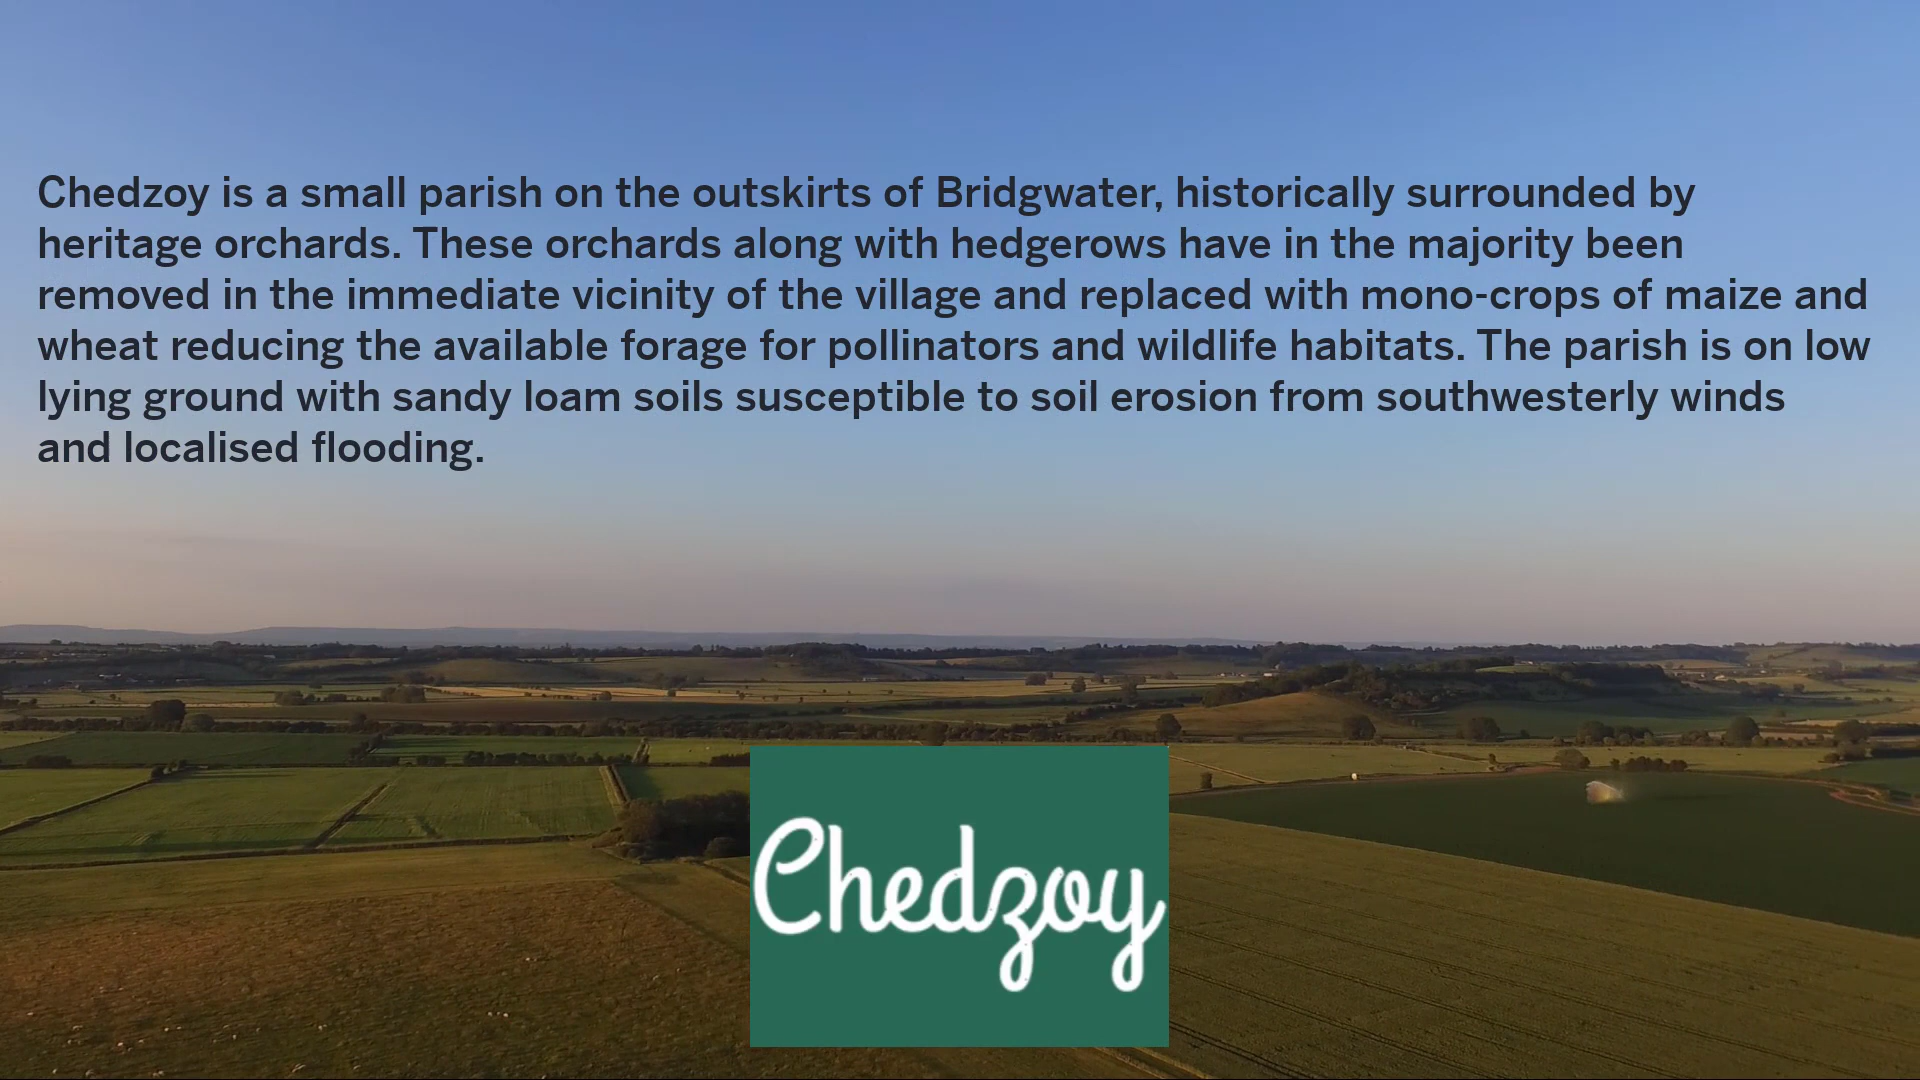 Chedzoy is a small parish on the outskirts of Bridgwater, historically surrounded by
heritage orchards. These orchards along with hedgerows have in the majority been
removed in the immediate vicinity of the village and replaced with mono-crops of maize and
wheat reducing the available forage for pollinators and wildlife habitats. The parish is on low
lying ground with sandy loam soils susceptible to soil erosion from southwesterly winds
and localised flooding.
Chedzoy